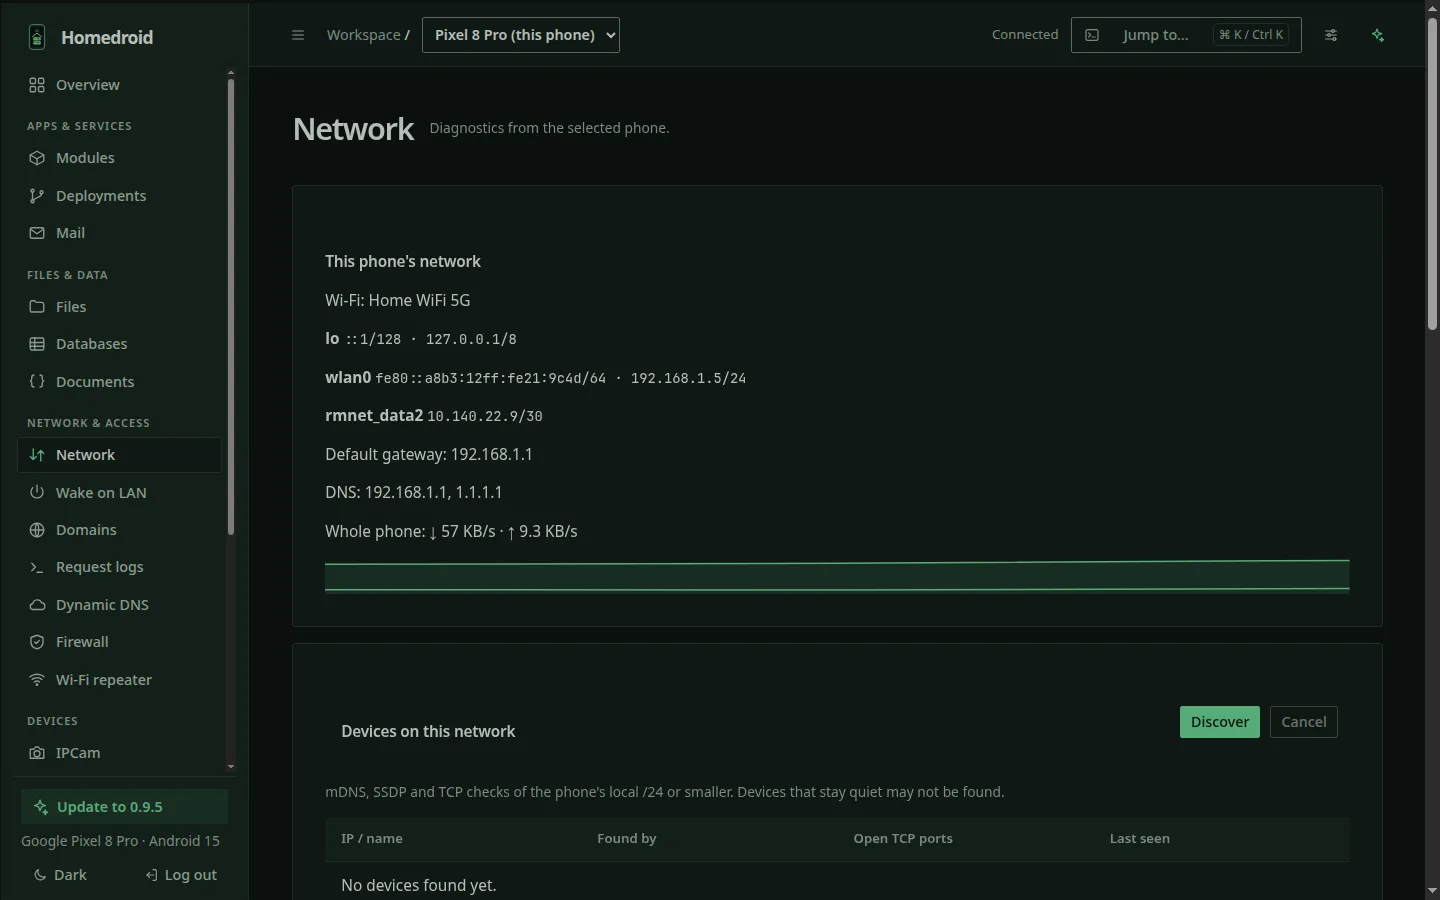 Homedroid
Overview
APPS & SERVICES
Modules
Deployments
Mail
FILES & DATA
Files
Databases
Documents
NETWORK & ACCESS
Network
Wake on LAN
Domains
Request logs
Dynamic DNS
Firewall
Wi-Fi repeater
DEVICES
IPCam
Update to 0.9.5
Google Pixel 8 Pro · Android 15
Dark
Log out
Workspace / Pixel 8 Pro (this phone)
Connected
Jump to... ⌘ K / Ctrl K
Network Diagnostics from the selected phone.
This phone's network
Wi-Fi: Home WiFi 5G
lo ::1/128 · 127.0.0.1/8
wlan0 fe80::a8b3:12ff:fe21:9c4d/64 · 192.168.1.5/24
rmnet_data2 10.140.22.9/30
Default gateway: 192.168.1.1
DNS: 192.168.1.1, 1.1.1.1
Whole phone: ↓ 57 KB/s · ↑ 9.3 KB/s
Devices on this network
Discover
Cancel
mDNS, SSDP and TCP checks of the phone's local /24 or smaller. Devices that stay quiet may not be found.
IP / name Found by Open TCP ports Last seen
No devices found yet.